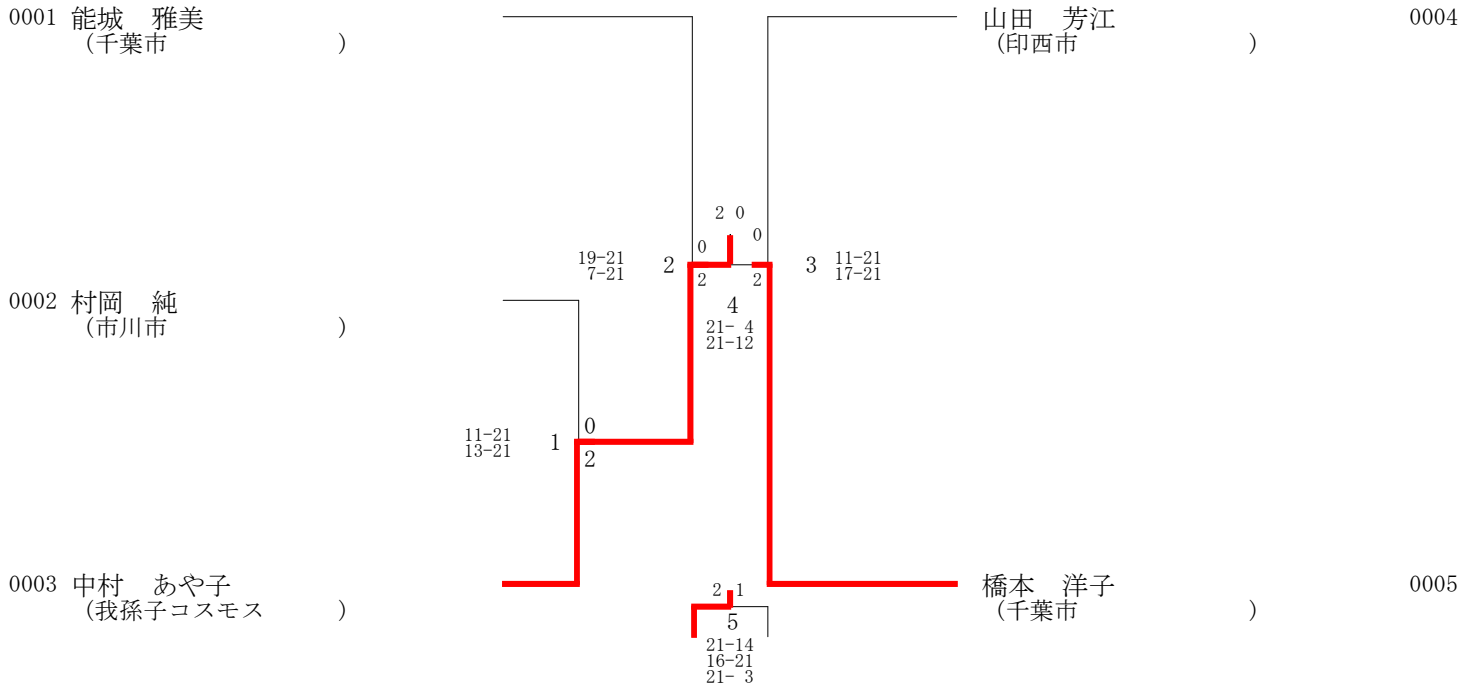 0001 能城　雅美
(千葉市　　　　　　　　)
山田　芳江 0004
(印西市　　　　　　　　)
2 0
0 0
19-21
7-21
2
2 2
3
11-21
17-21
4
21- 4
21-12
0002 村岡　純
(市川市　　　　　　　　)
11-21
13-21
1
0
2
0003 中村　あや子
(我孫子コスモス　　　　)
橋本　洋子 0005
(千葉市　　　　　　　　)
2 1
5
21-14
16-21
21- 3